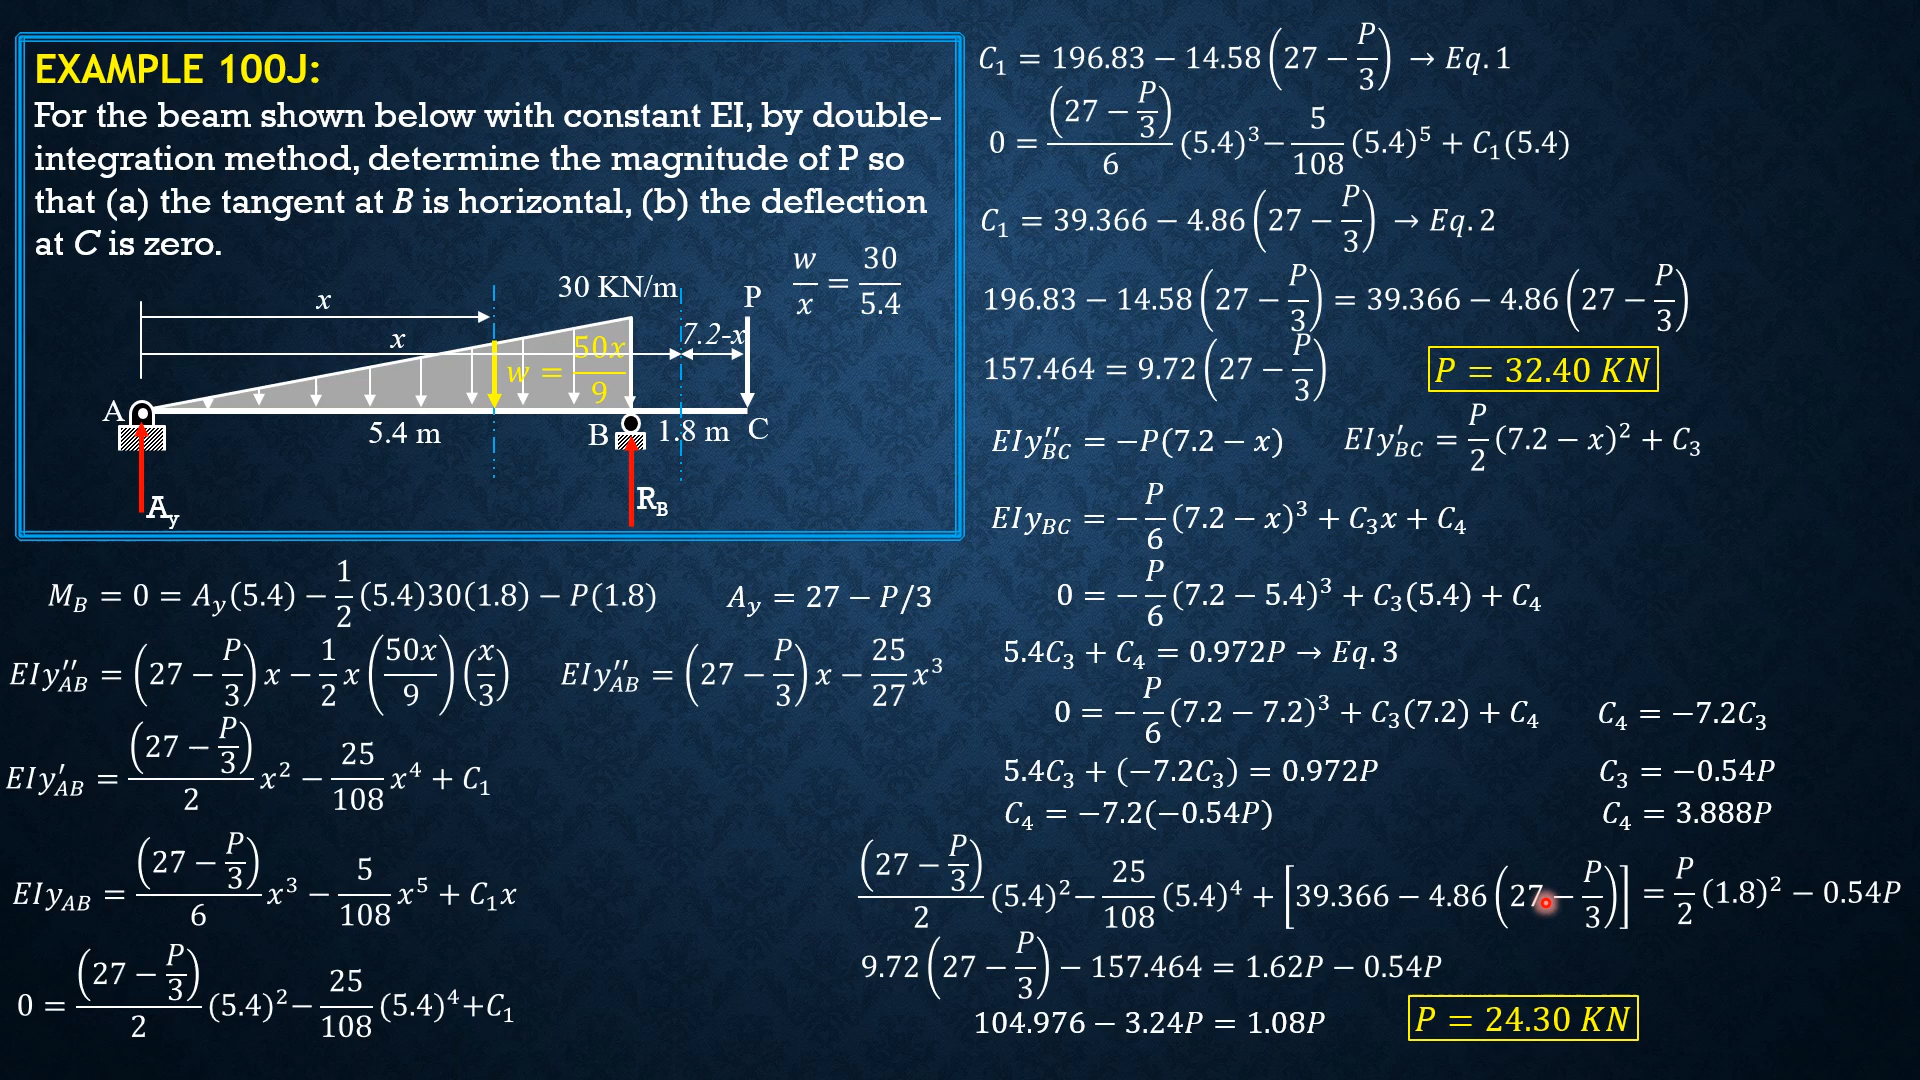 EXAMPLE 100J:
For the beam shown below with constant EI, by double-
integration method, determine the magnitude of P so
that (a) the tangent at B is horizontal, (b) the deflection
at C is zero.
w/x = 30/5.4
30 KN/m
P
x
x
7.2-x
w = 50x/9
A
5.4 m
B
1.8 m
C
A_y
R_B
M_B = 0 = A_y(5.4) − 1/2 (5.4)30(1.8) − P(1.8)
A_y = 27 − P/3
EIy''_AB = (27 − P/3) x − 1/2 x (50x/9) (x/3)
EIy''_AB = (27 − P/3) x − 25/27 x³
EIy'_AB = (27 − P/3)/2 x² − 25/108 x⁴ + C₁
EIy_AB = (27 − P/3)/6 x³ − 5/108 x⁵ + C₁x
0 = (27 − P/3)/2 (5.4)² − 25/108 (5.4)⁴ + C₁
C₁ = 196.83 − 14.58 (27 − P/3) → Eq. 1
0 = (27 − P/3)/6 (5.4)³ − 5/108 (5.4)⁵ + C₁(5.4)
C₁ = 39.366 − 4.86 (27 − P/3) → Eq. 2
196.83 − 14.58 (27 − P/3) = 39.366 − 4.86 (27 − P/3)
157.464 = 9.72 (27 − P/3)
P = 32.40 KN
EIy''_BC = −P(7.2 − x)
EIy'_BC = P/2 (7.2 − x)² + C₃
EIy_BC = − P/6 (7.2 − x)³ + C₃x + C₄
0 = − P/6 (7.2 − 5.4)³ + C₃(5.4) + C₄
5.4C₃ + C₄ = 0.972P → Eq. 3
0 = − P/6 (7.2 − 7.2)³ + C₃(7.2) + C₄
C₄ = −7.2C₃
5.4C₃ + (−7.2C₃) = 0.972P
C₃ = −0.54P
C₄ = −7.2(−0.54P)
C₄ = 3.888P
(27 − P/3)/2 (5.4)² − 25/108 (5.4)⁴ + [39.366 − 4.86 (27 − P/3)] = P/2 (1.8)² − 0.54P
9.72 (27 − P/3) − 157.464 = 1.62P − 0.54P
104.976 − 3.24P = 1.08P
P = 24.30 KN